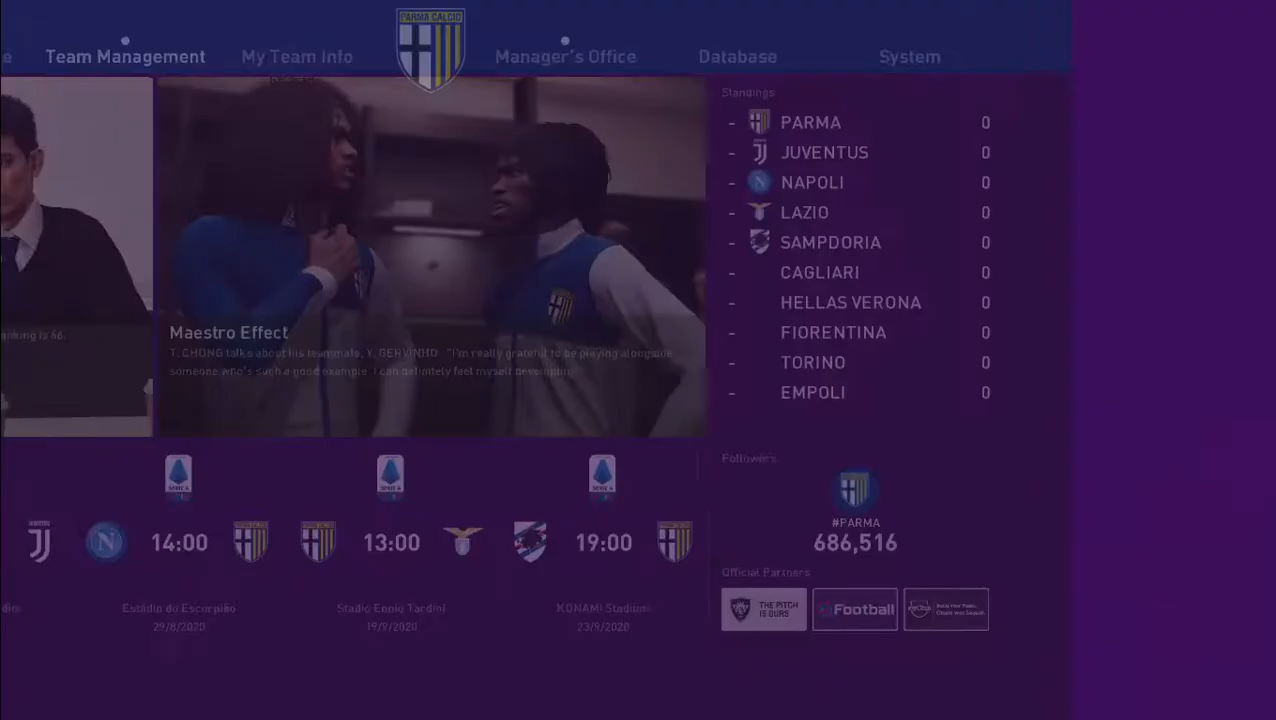 e
Team Management
My Team Info
PARMA CALCIO
Manager's Office
Database
System
Standings
- PARMA 0
- JUVENTUS 0
- NAPOLI 0
- LAZIO 0
- SAMPDORIA 0
- CAGLIARI 0
- HELLAS VERONA 0
- FIORENTINA 0
- TORINO 0
- EMPOLI 0
anking is 66.
Maestro Effect
T. CHONG talks about his teammate, Y. GERVINHO. "I'm really grateful to be playing alongside
someone who's such a good example. I can definitely feel myself
14:00
13:00
19:00
Estádio do Escorpião
29/8/2020
Stadio Ennio Tardini
19/9/2020
KONAMI Stadium
23/9/2020
Followers
#PARMA
686,516
Official Partners
THE PITCH
IS OURS
eFootball
myClub